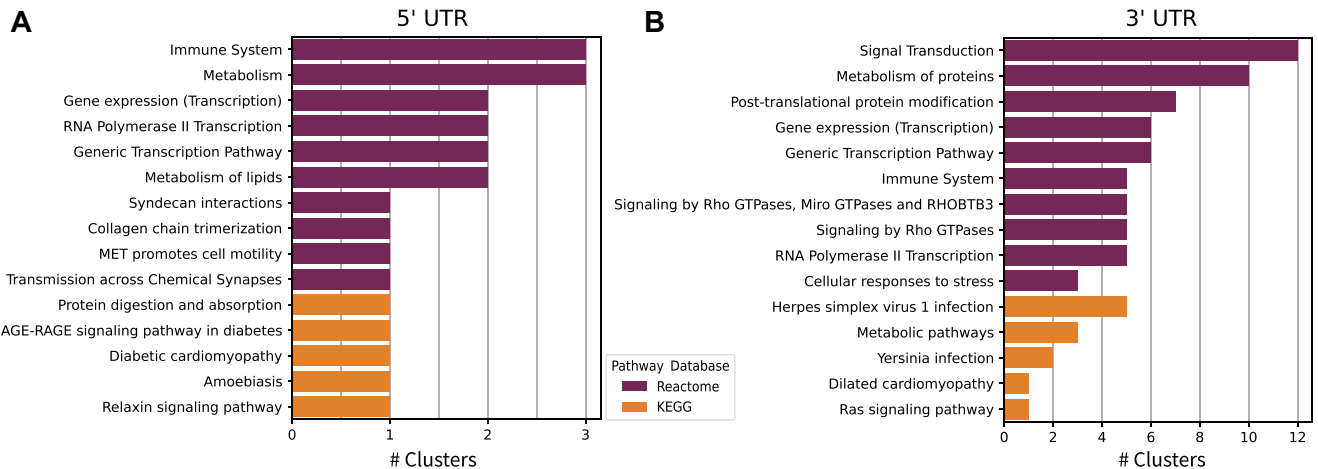 A
5' UTR
Immune System
Metabolism
Gene expression (Transcription)
RNA Polymerase II Transcription
Generic Transcription Pathway
Metabolism of lipids
Syndecan interactions
Collagen chain trimerization
MET promotes cell motility
Transmission across Chemical Synapses
Protein digestion and absorption
AGE-RAGE signaling pathway in diabetes
Diabetic cardiomyopathy
Amoebiasis
Relaxin signaling pathway
0 1 2 3
# Clusters
Pathway Database
Reactome
KEGG
B
3' UTR
Signal Transduction
Metabolism of proteins
Post-translational protein modification
Gene expression (Transcription)
Generic Transcription Pathway
Immune System
Signaling by Rho GTPases, Miro GTPases and RHOBTB3
Signaling by Rho GTPases
RNA Polymerase II Transcription
Cellular responses to stress
Herpes simplex virus 1 infection
Metabolic pathways
Yersinia infection
Dilated cardiomyopathy
Ras signaling pathway
0 2 4 6 8 10 12
# Clusters